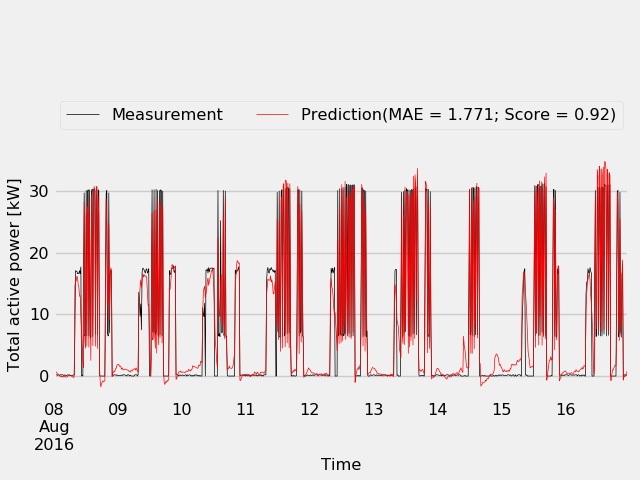 Measurement
Prediction(MAE = 1.771; Score = 0.92)
Total active power [kW]
30
20
10
0
08 09 10 11 12 13 14 15 16
Aug
2016
Time